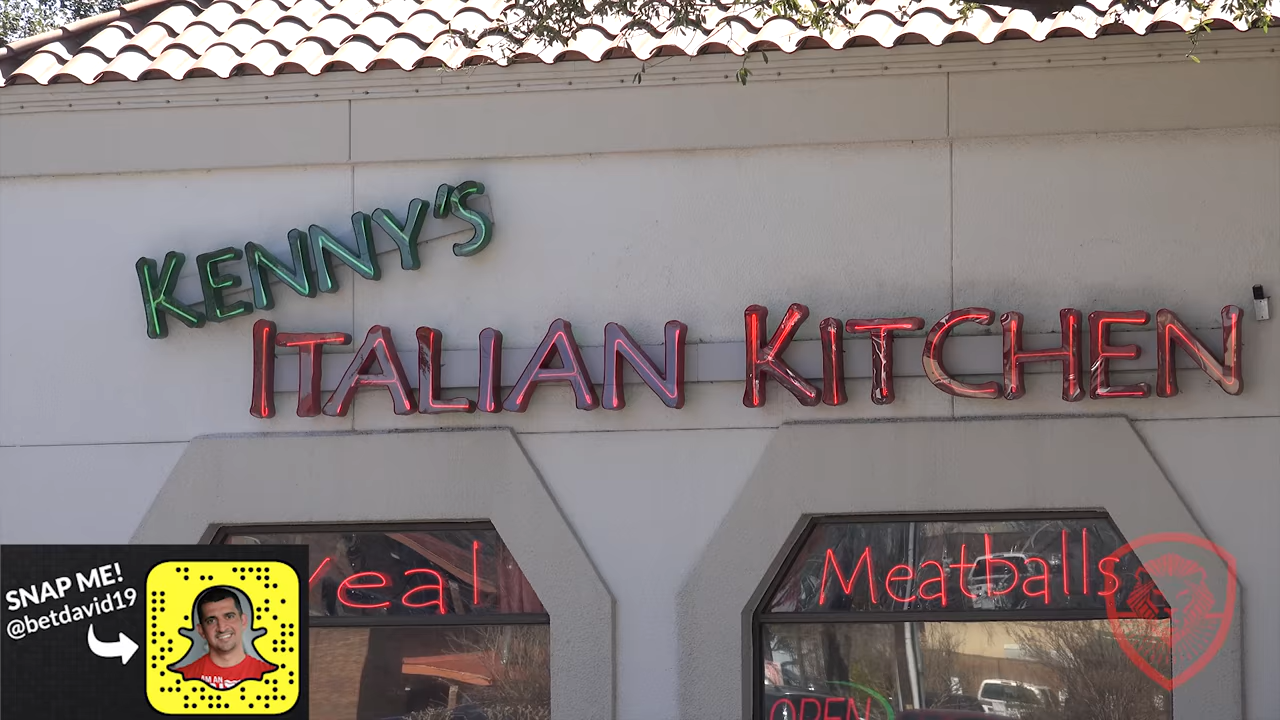 KENNY'S
ITALIAN KITCHEN
Veal
Meatballs
OPEN
SNAP ME!
@betdavid19